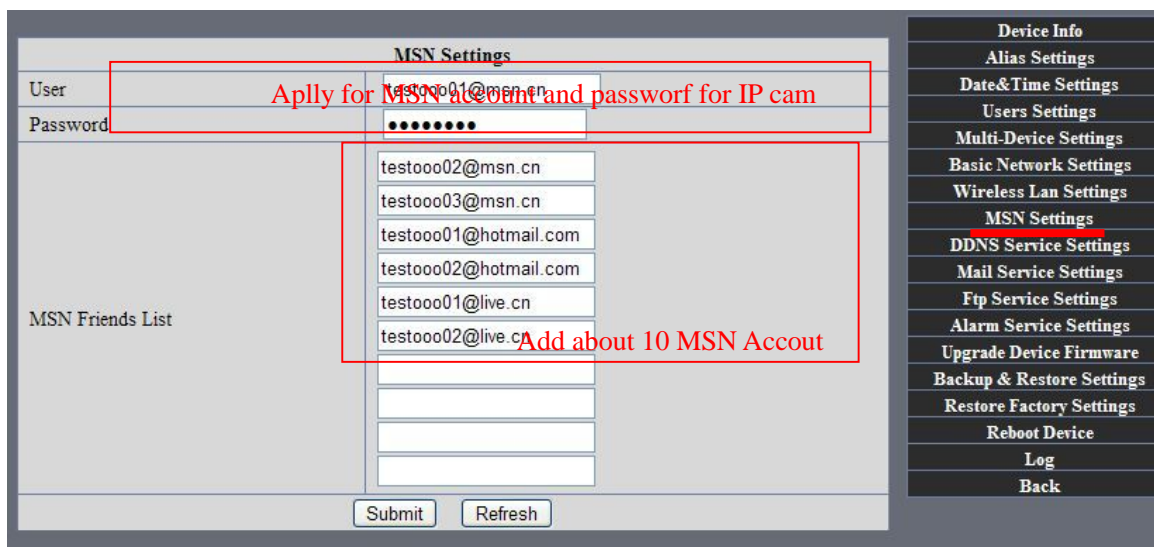 MSN Settings
User
testooo01@msn.cn
Aplly for MSN account and passworf for IP cam
Password
●●●●●●●●
MSN Friends List
testooo02@msn.cn
testooo03@msn.cn
testooo01@hotmail.com
testooo02@hotmail.com
testooo01@live.cn
testooo02@live.cn
Add about 10 MSN Accout
Submit Refresh
Device Info
Alias Settings
Date&Time Settings
Users Settings
Multi-Device Settings
Basic Network Settings
Wireless Lan Settings
MSN Settings
DDNS Service Settings
Mail Service Settings
Ftp Service Settings
Alarm Service Settings
Upgrade Device Firmware
Backup & Restore Settings
Restore Factory Settings
Reboot Device
Log
Back